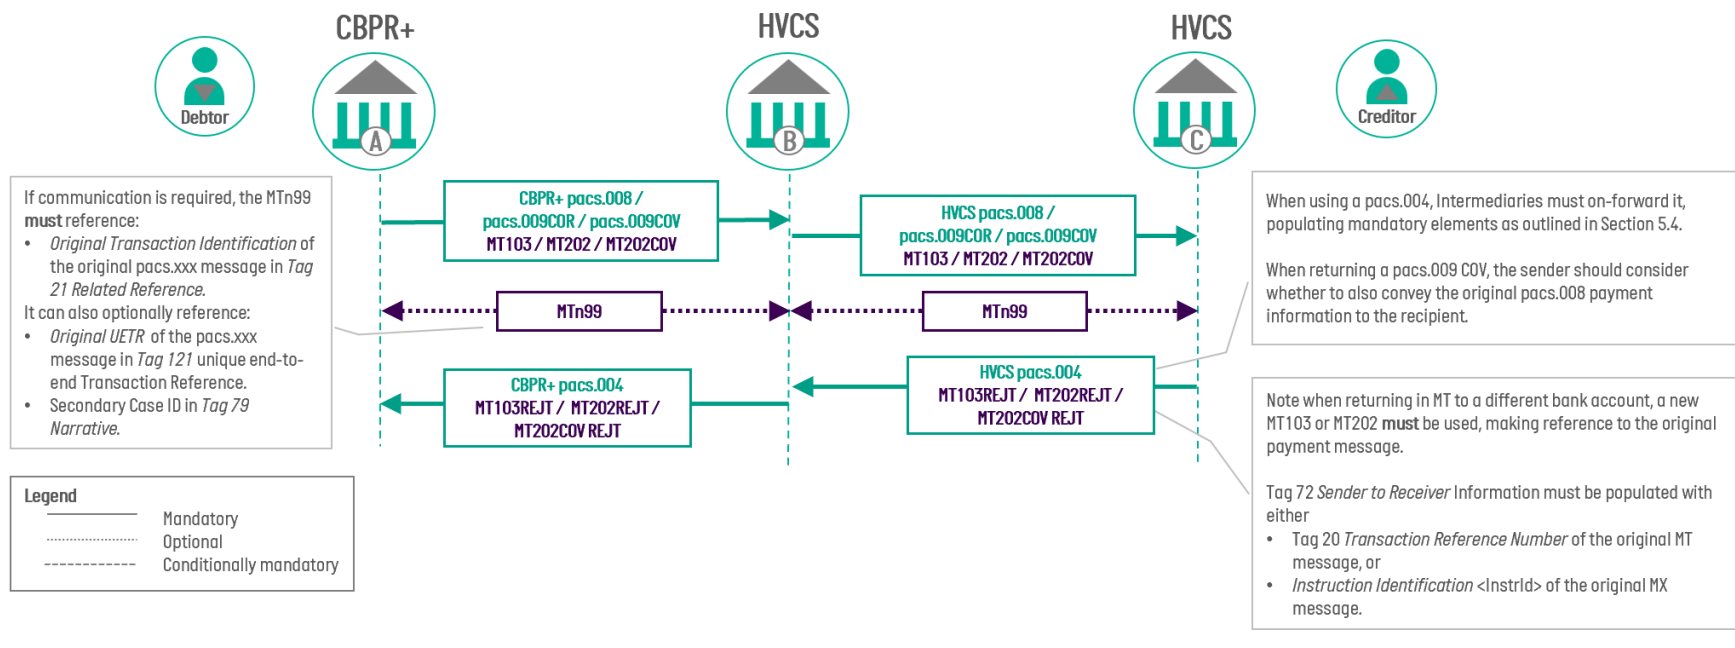 CBPR+
HVCS
HVCS
Debtor
A
B
C
Creditor
If communication is required, the MTn99
must reference:
• Original Transaction Identification of
the original pacs.xxx message in Tag
21 Related Reference.
It can also optionally reference:
• Original UETR of the pacs.xxx
message in Tag 121 unique end-to-
end Transaction Reference.
• Secondary Case ID in Tag 79
Narrative.
CBPR+ pacs.008 /
pacs.009COR / pacs.009COV
MT103 / MT202 / MT202COV
HVCS pacs.008 /
pacs.009COR / pacs.009COV
MT103 / MT202 / MT202COV
MTn99
MTn99
CBPR+ pacs.004
MT103REJT / MT202REJT /
MT202COV REJT
HVCS pacs.004
MT103REJT / MT202REJT /
MT202COV REJT
When using a pacs.004, Intermediaries must on-forward it,
populating mandatory elements as outlined in Section 5.4.
When returning a pacs.009 COV, the sender should consider
whether to also convey the original pacs.008 payment
information to the recipient.
Note when returning in MT to a different bank account, a new
MT103 or MT202 must be used, making reference to the original
payment message.
Tag 72 Sender to Receiver Information must be populated with
either
• Tag 20 Transaction Reference Number of the original MT
message, or
• Instruction Identification <InstrId> of the original MX
message.
Legend
Mandatory
Optional
Conditionally mandatory